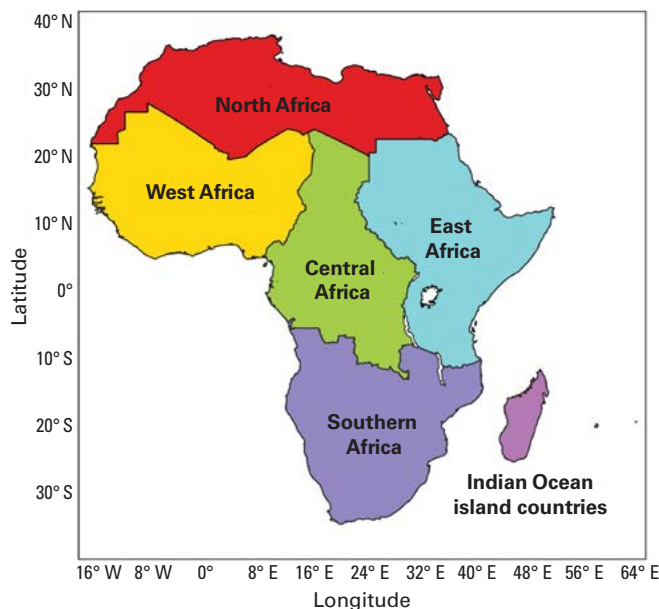 40° N
30° N
20° N
10° N
0°
10° S
20° S
30° S
Latitude
North Africa
West Africa
East
Africa
Central
Africa
Southern
Africa
Indian Ocean
island countries
16° W 8° W 0° 8° E 16° E 24° E 32° E 40° E 48° E 56° E 64° E
Longitude